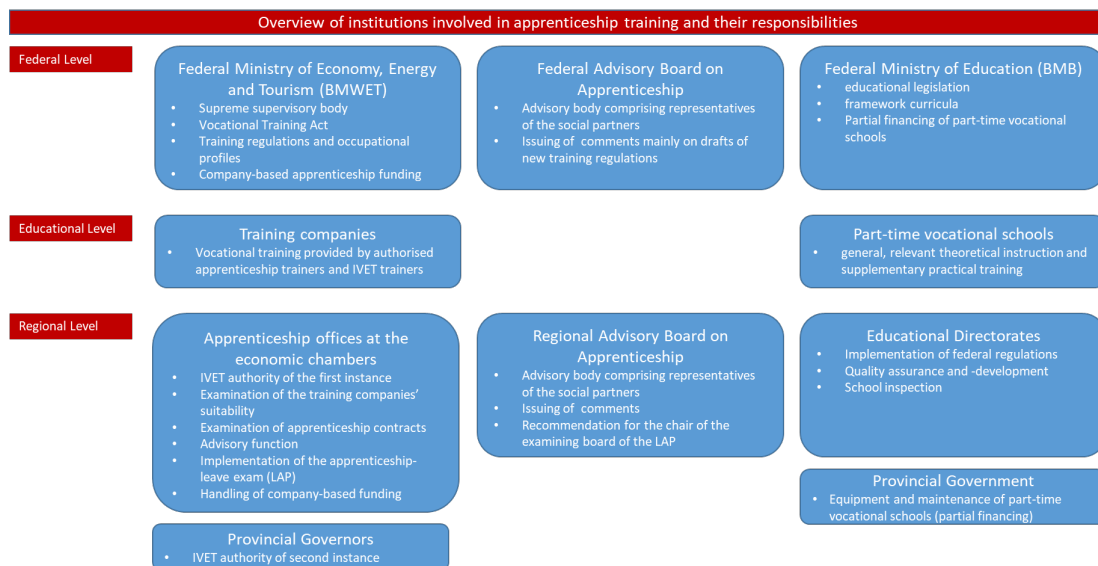 Overview of institutions involved in apprenticeship training and their responsibilities
Federal Level
Federal Ministry of Economy, Energy
and Tourism (BMWET)
• Supreme supervisory body
• Vocational Training Act
• Training regulations and occupational
profiles
• Company-based apprenticeship funding
Federal Advisory Board on
Apprenticeship
• Advisory body comprising representatives
of the social partners
• Issuing of comments mainly on drafts of
new training regulations
Federal Ministry of Education (BMB)
• educational legislation
• framework curricula
• Partial financing of part-time vocational
schools
Educational Level
Training companies
• Vocational training provided by authorised
apprenticeship trainers and IVET trainers
Part-time vocational schools
• general, relevant theoretical instruction and
supplementary practical training
Regional Level
Apprenticeship offices at the
economic chambers
• IVET authority of the first instance
• Examination of the training companies’
suitability
• Examination of apprenticeship contracts
• Advisory function
• Implementation of the apprenticeship-
leave exam (LAP)
• Handling of company-based funding
Regional Advisory Board on
Apprenticeship
• Advisory body comprising representatives
of the social partners
• Issuing of comments
• Recommendation for the chair of the
examining board of the LAP
Educational Directorates
• Implementation of federal regulations
• Quality assurance and -development
• School inspection
Provincial Government
• Equipment and maintenance of part-time
vocational schools (partial financing)
Provincial Governors
• IVET authority of second instance